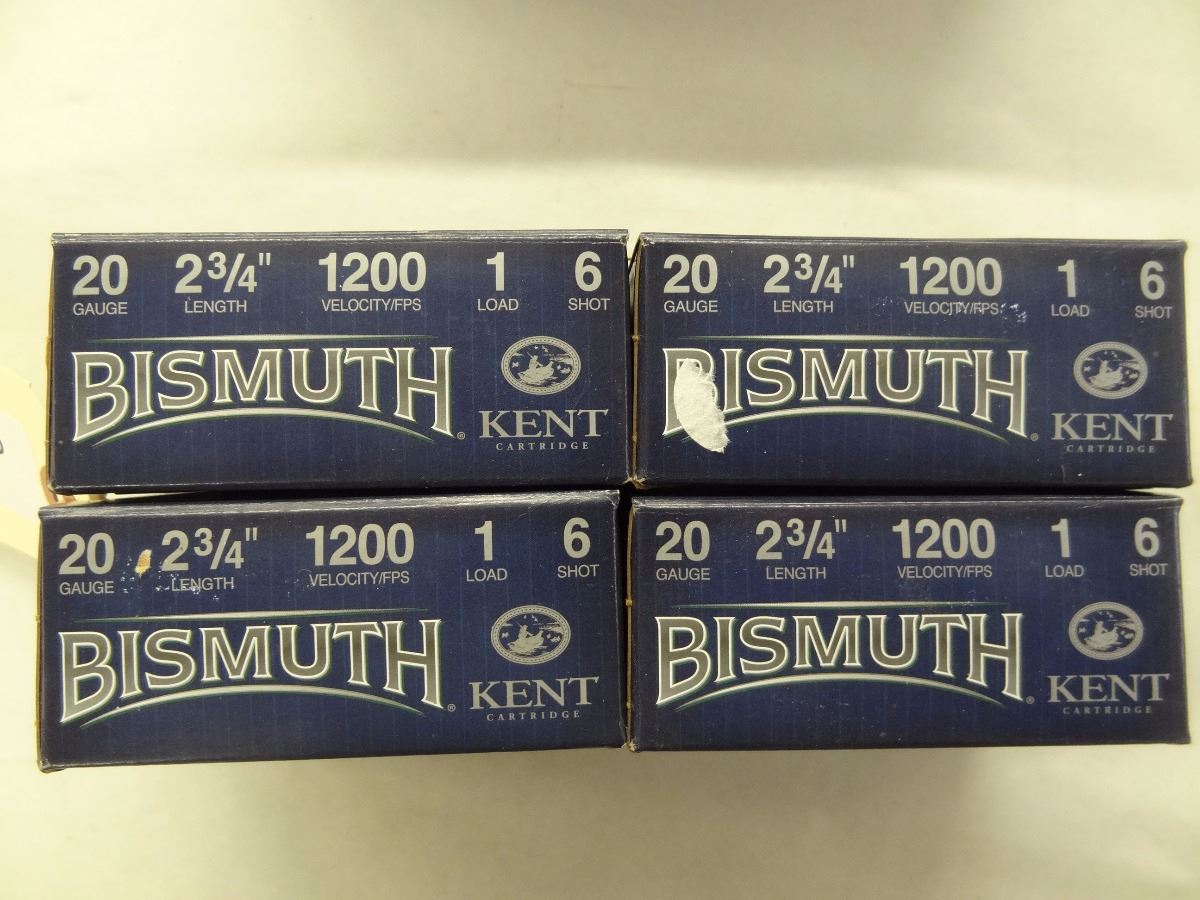 20 2 3/4" 1200 1 6
GAUGE LENGTH VELOCITY/FPS LOAD SHOT
BISMUTH®
KENT
CARTRIDGE
20 2 3/4" 1200 1 6
GAUGE LENGTH VELOCITY/FPS LOAD SHOT
BISMUTH®
KENT
CARTRIDGE
20 2 3/4" 1200 1 6
GAUGE LENGTH VELOCITY/FPS LOAD SHOT
BISMUTH®
KENT
CARTRIDGE
20 2 3/4" 1200 1 6
GAUGE LENGTH VELOCITY/FPS LOAD SHOT
BISMUTH®
KENT
CARTRIDGE